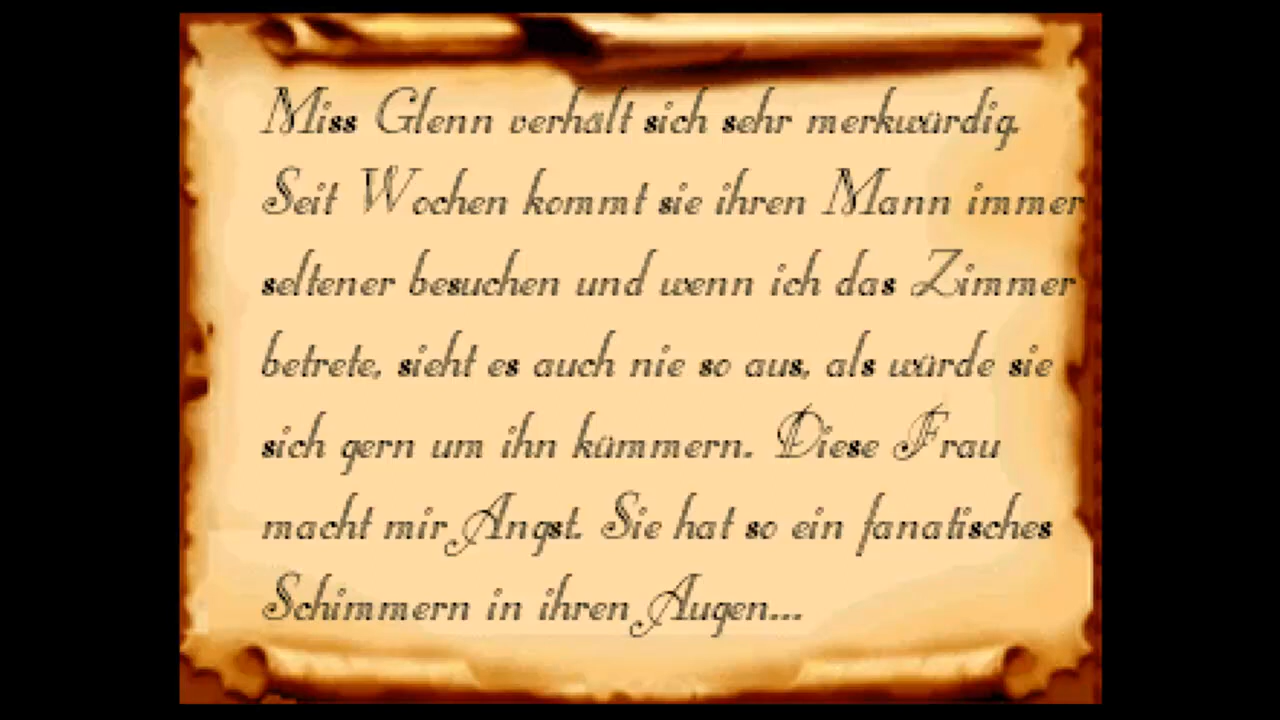 Miss Glenn verhält sich sehr merkwürdig.
Seit Wochen kommt sie ihren Mann immer
seltener besuchen und wenn ich das Zimmer
betrete, sieht es auch nie so aus, als würde sie
sich gern um ihn kümmern. Diese Frau
macht mir Angst. Sie hat so ein fanatisches
Schimmern in ihren Augen...